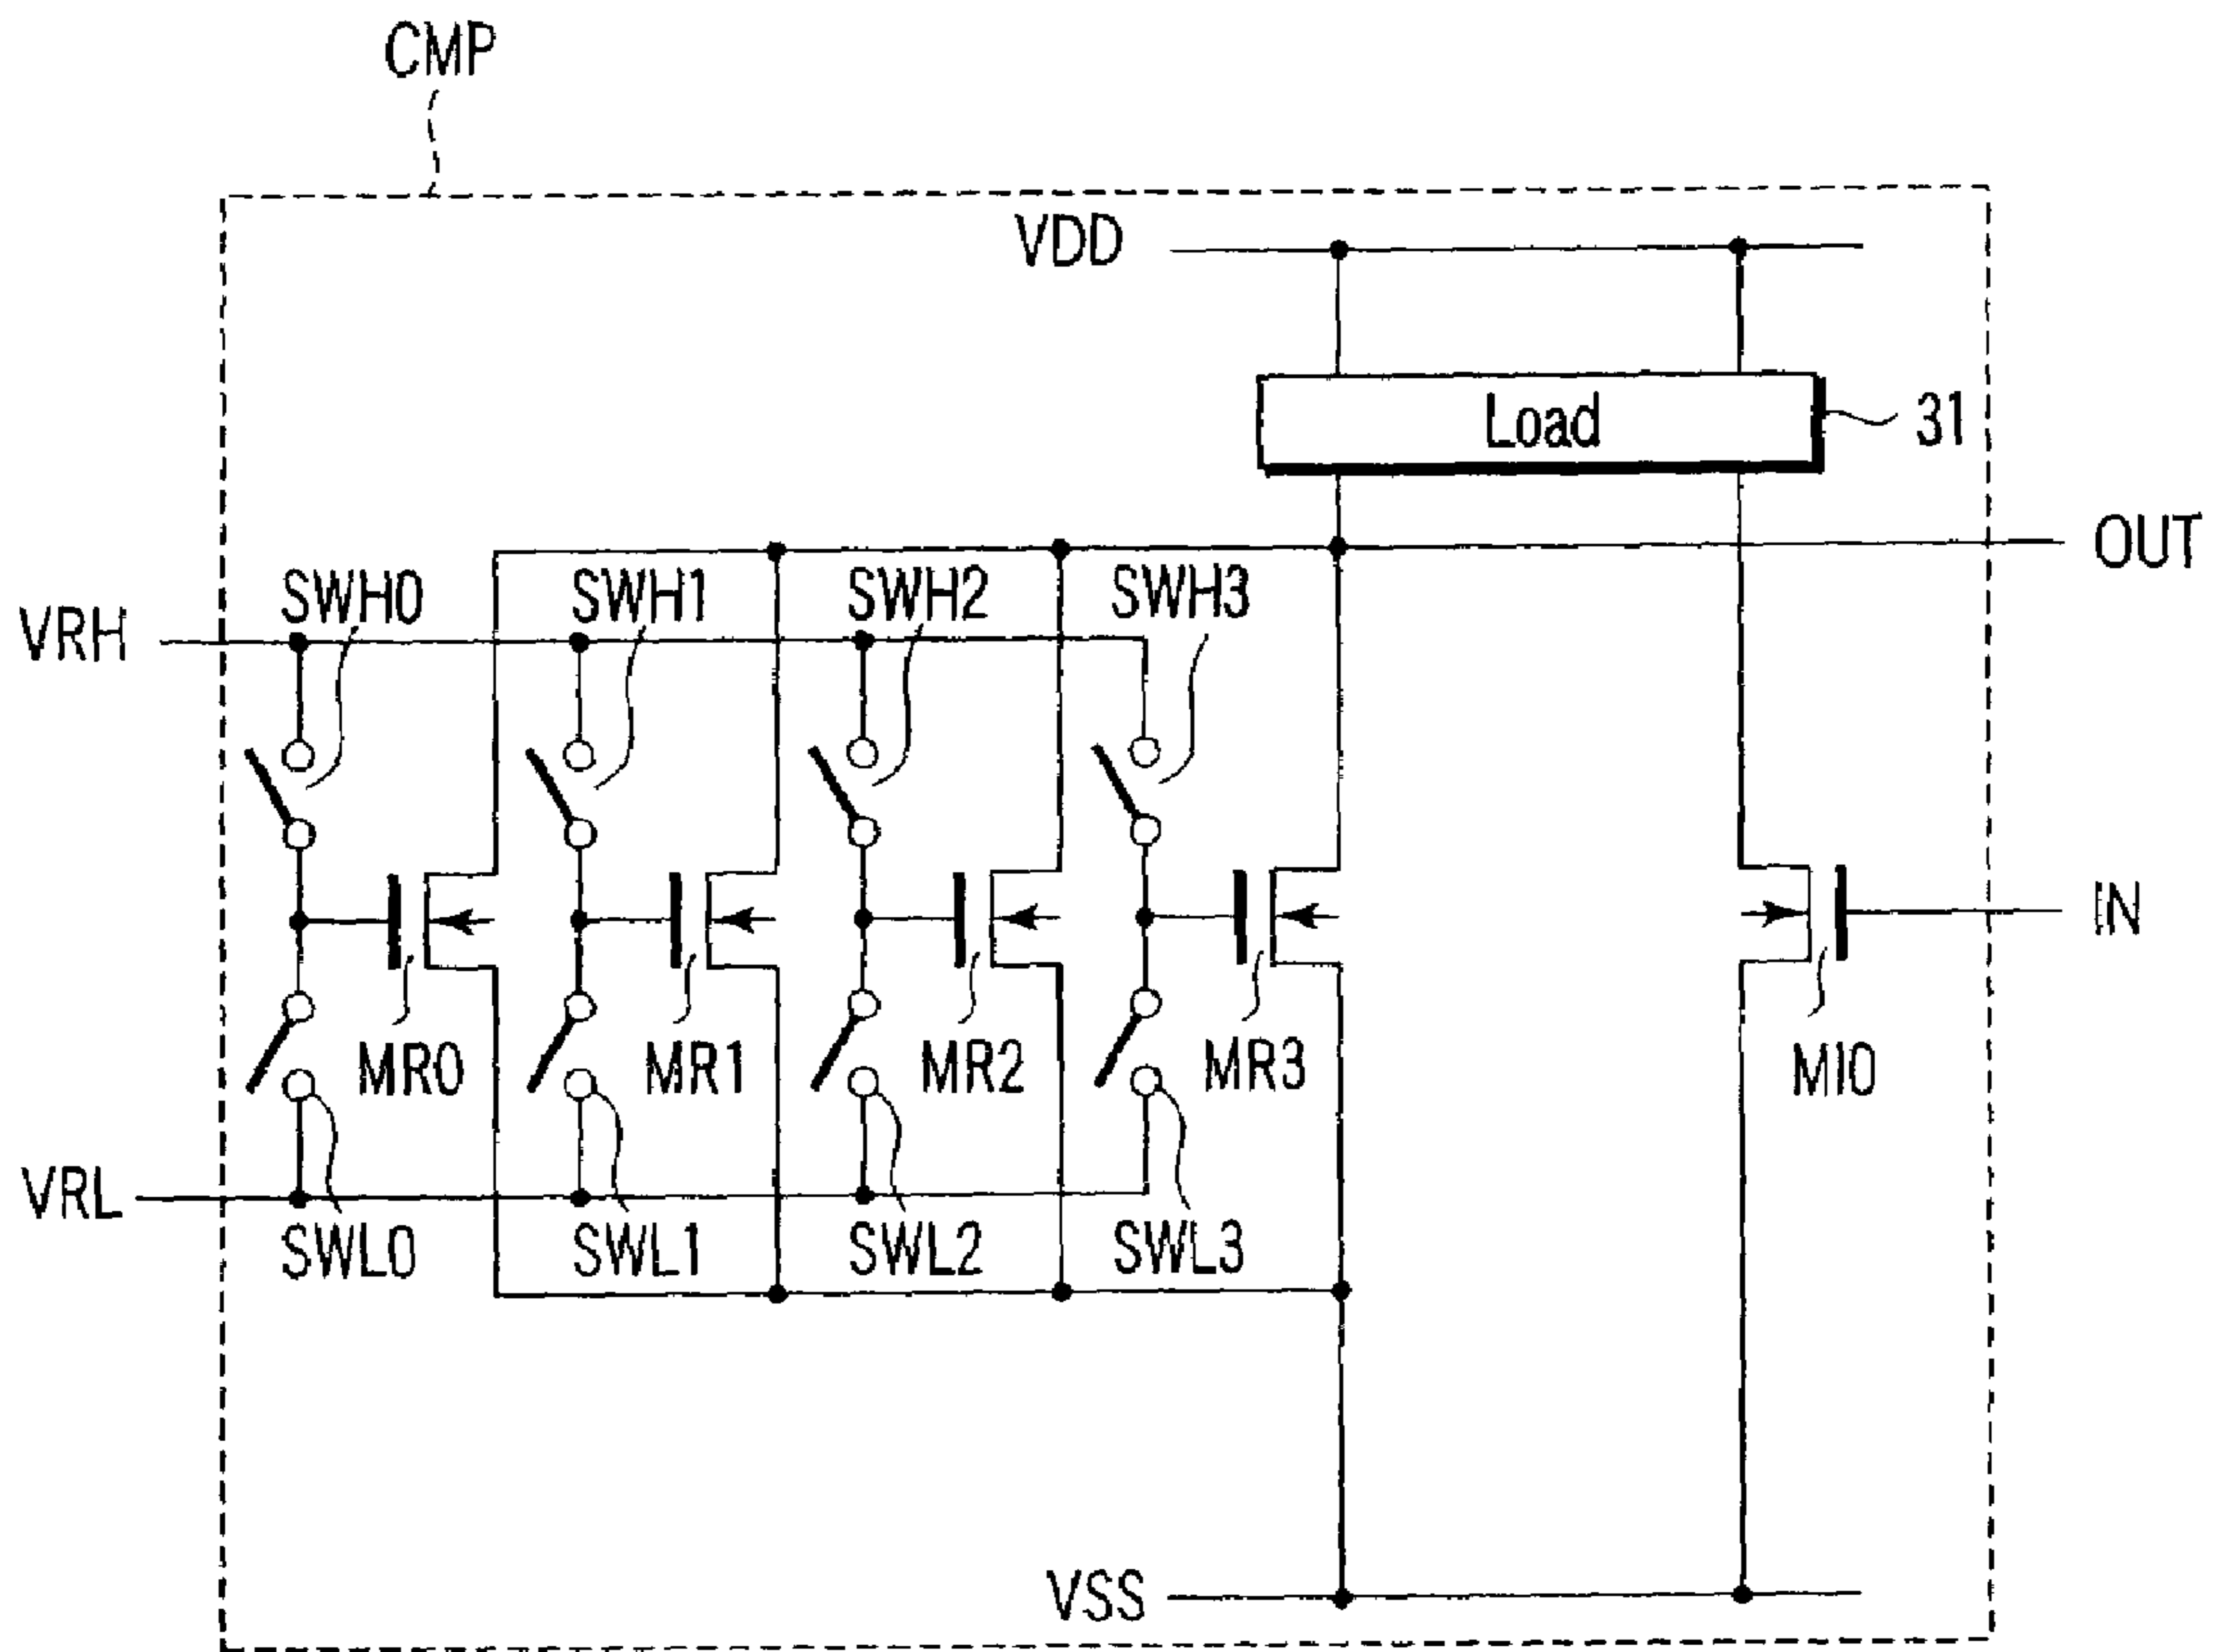 CMP
VDD
Load
31
OUT
SWH0
SWH1
SWH2
SWH3
VRH
IN
MR0
MR1
MR2
MR3
MI0
VRL
SWL0
SWL1
SWL2
SWL3
VSS